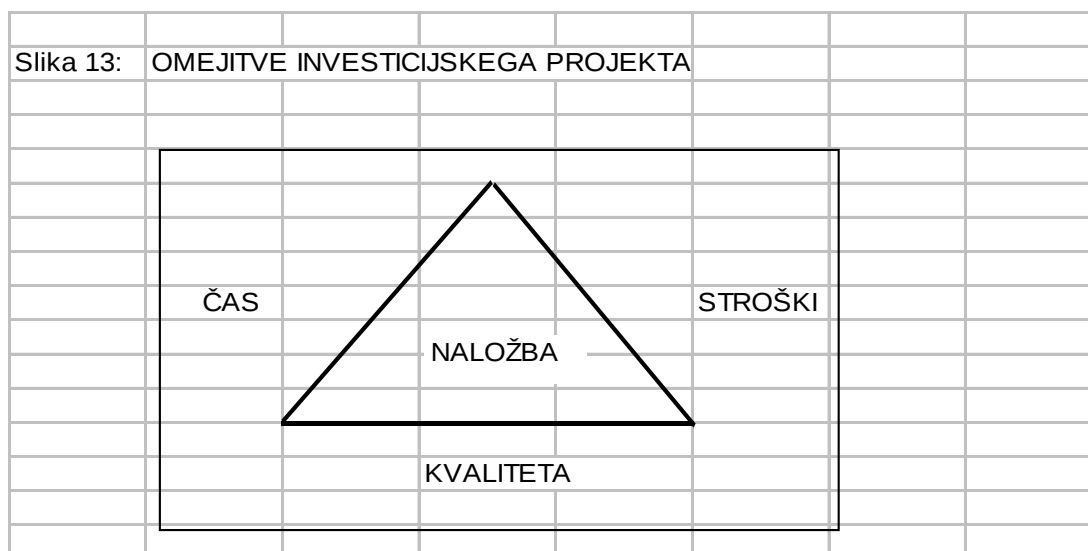 Slika 13: OMEJITVE INVESTICIJSKEGA PROJEKTA
ČAS STROŠKI
NALOŽBA
KVALITETA